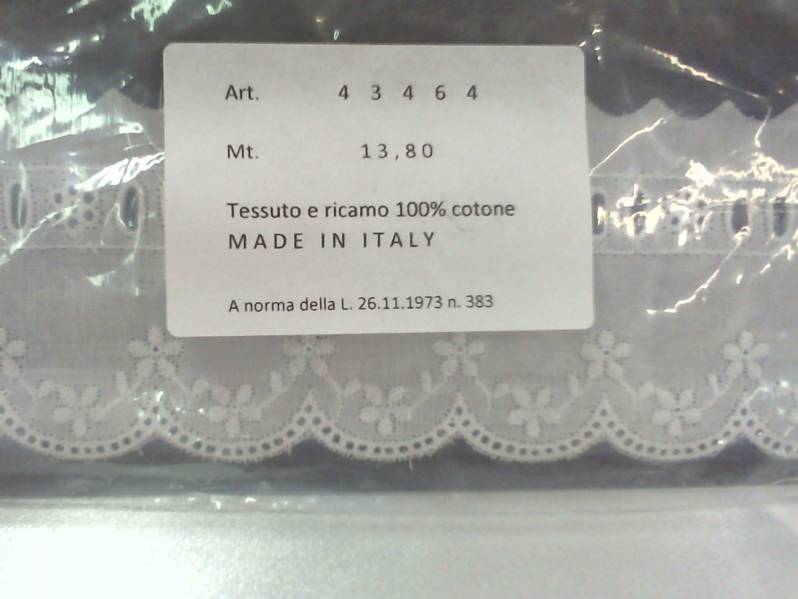 Art. 4 3 4 6 4
Mt. 13,80
Tessuto e ricamo 100% cotone
MADE IN ITALY
A norma della L. 26.11.1973 n. 383